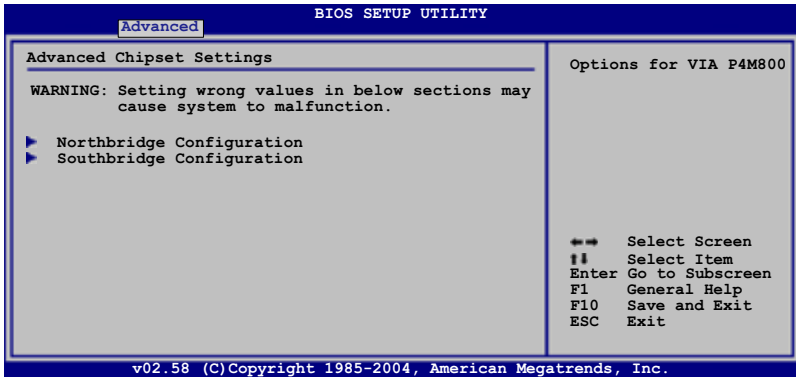 BIOS SETUP UTILITY
Advanced
Advanced Chipset Settings
WARNING: Setting wrong values in below sections may
cause system to malfunction.
Northbridge Configuration
Southbridge Configuration
Options for VIA P4M800
Select Screen
Select Item
Enter Go to Subscreen
F1 General Help
F10 Save and Exit
ESC Exit
v02.58 (C)Copyright 1985-2004, American Megatrends, Inc.